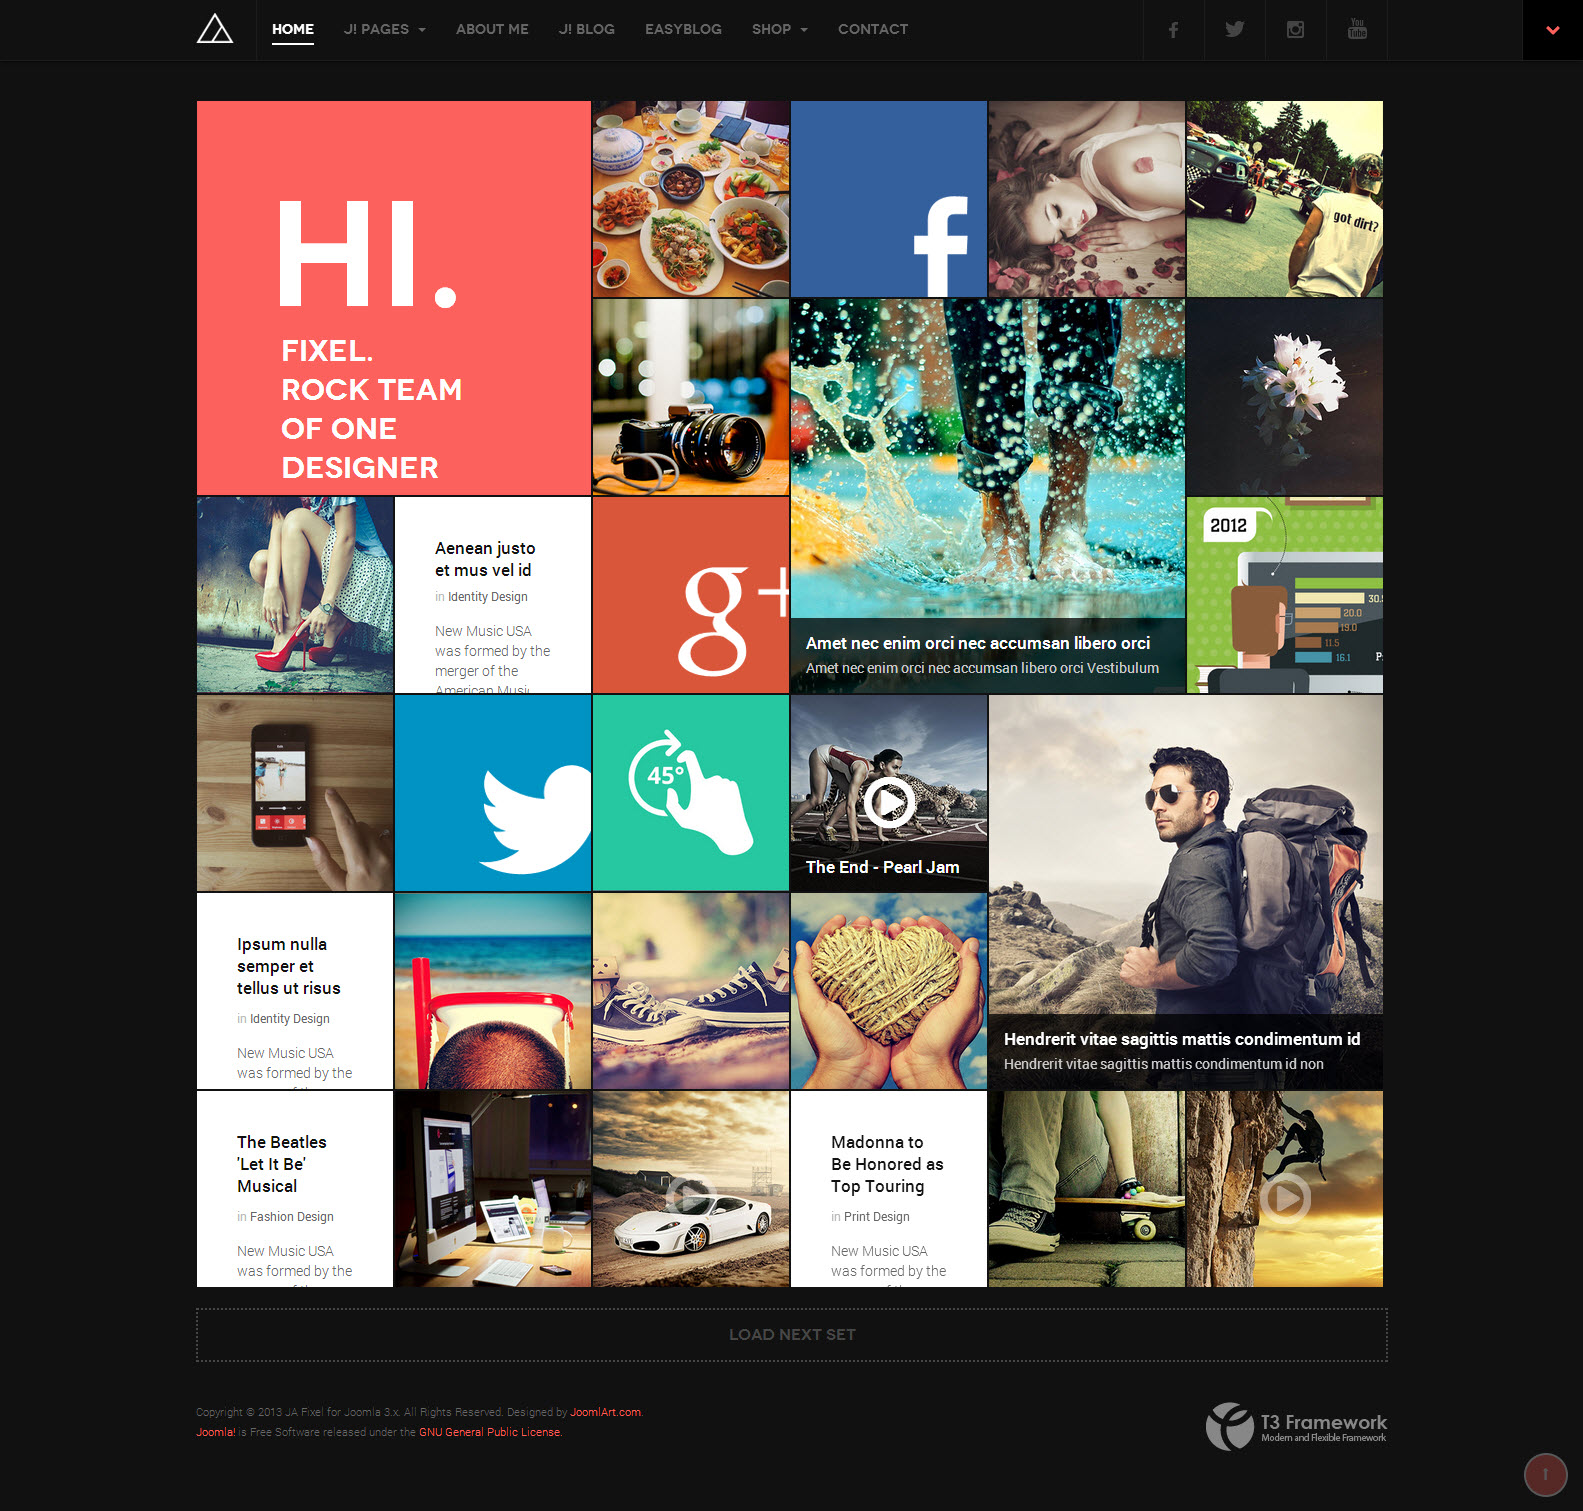 HOME J! PAGES ABOUT ME J! BLOG EASYBLOG SHOP CONTACT
You
Tube
HI.
FIXEL.
ROCK TEAM
OF ONE
DESIGNER
got dirt?
Aenean justo
et mus vel id
in Identity Design
New Music USA
was formed by the
merger of the
American Musi
g+
Amet nec enim orci nec accumsan libero orci
Amet nec enim orci nec accumsan libero orci Vestibulum
2012
30.
20.0
19.0
11.5
16.1
45°
The End - Pearl Jam
Ipsum nulla
semper et
tellus ut risus
in Identity Design
New Music USA
was formed by the
Hendrerit vitae sagittis mattis condimentum id
Hendrerit vitae sagittis mattis condimentum id non
The Beatles
'Let It Be'
Musical
in Fashion Design
New Music USA
was formed by the
Madonna to
Be Honored as
Top Touring
in Print Design
New Music USA
was formed by the
LOAD NEXT SET
Copyright © 2013 JA Fixel for Joomla 3.x. All Rights Reserved. Designed by JoomlArt.com.
Joomla! is Free Software released under the GNU General Public License.
T3 Framework
Modern and Flexible Framework